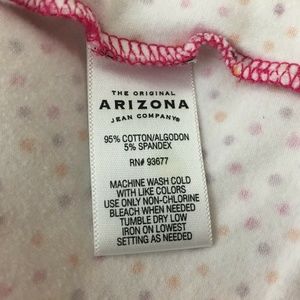 THE ORIGINAL
ARIZONA
JEAN COMPANY®
95% COTTON/ALGODON
5% SPANDEX
RN# 93677
MACHINE WASH COLD
WITH LIKE COLORS
USE ONLY NON-CHLORINE
BLEACH WHEN NEEDED
TUMBLE DRY LOW
IRON ON LOWEST
SETTING AS NEEDED